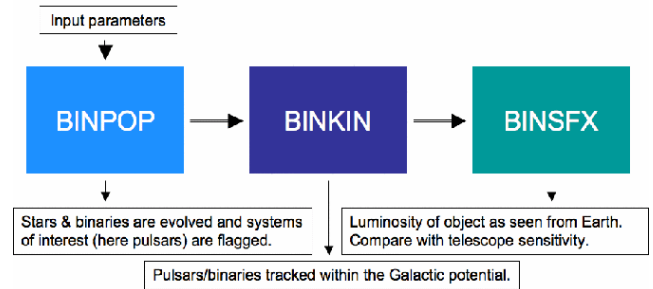 Input parameters
BINPOP
BINKIN
BINSFX
Stars & binaries are evolved and systems
of interest (here pulsars) are flagged.
Luminosity of object as seen from Earth.
Compare with telescope sensitivity.
Pulsars/binaries tracked within the Galactic potential.